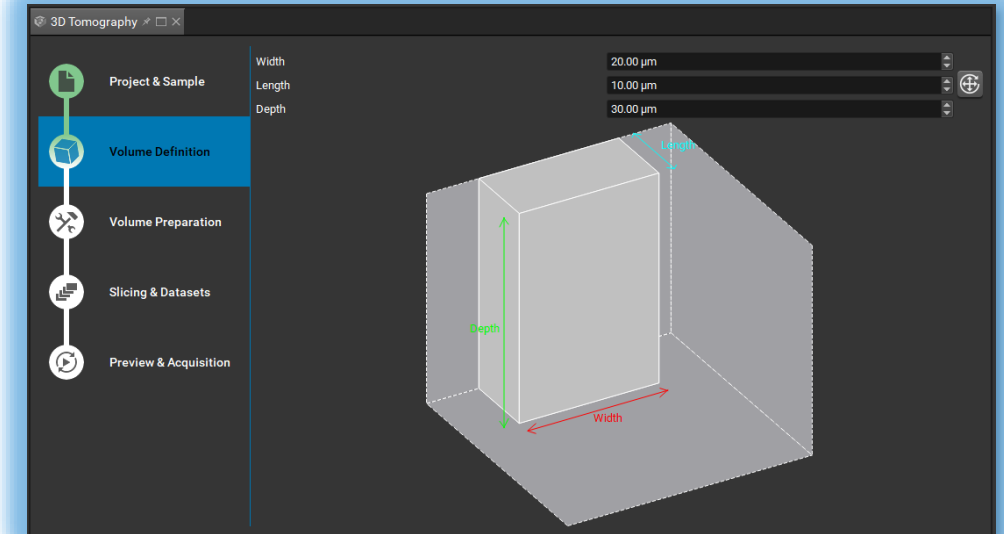 3D Tomography
Project & Sample
Volume Definition
Volume Preparation
Slicing & Datasets
Preview & Acquisition
Width 20.00 µm
Length 10.00 µm
Depth 30.00 µm
Length
Depth
Width